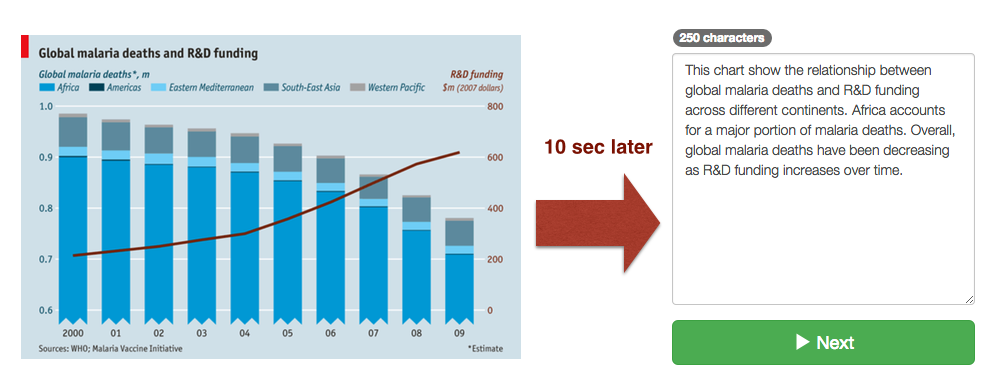 Global malaria deaths and R&D funding
Global malaria deaths*, m
R&D funding
Africa Americas Eastern Mediterranean South-East Asia Western Pacific $m (2007 dollars)
1.0 800
0.9 600
0.8 400
0.7 200
0.6 0
2000 01 02 03 04 05 06 07 08 09
Sources: WHO; Malaria Vaccine Initiative *Estimate
10 sec later
250 characters
This chart show the relationship between
global malaria deaths and R&D funding
across different continents. Africa accounts
for a major portion of malaria deaths. Overall,
global malaria deaths have been decreasing
as R&D funding increases over time.
Next